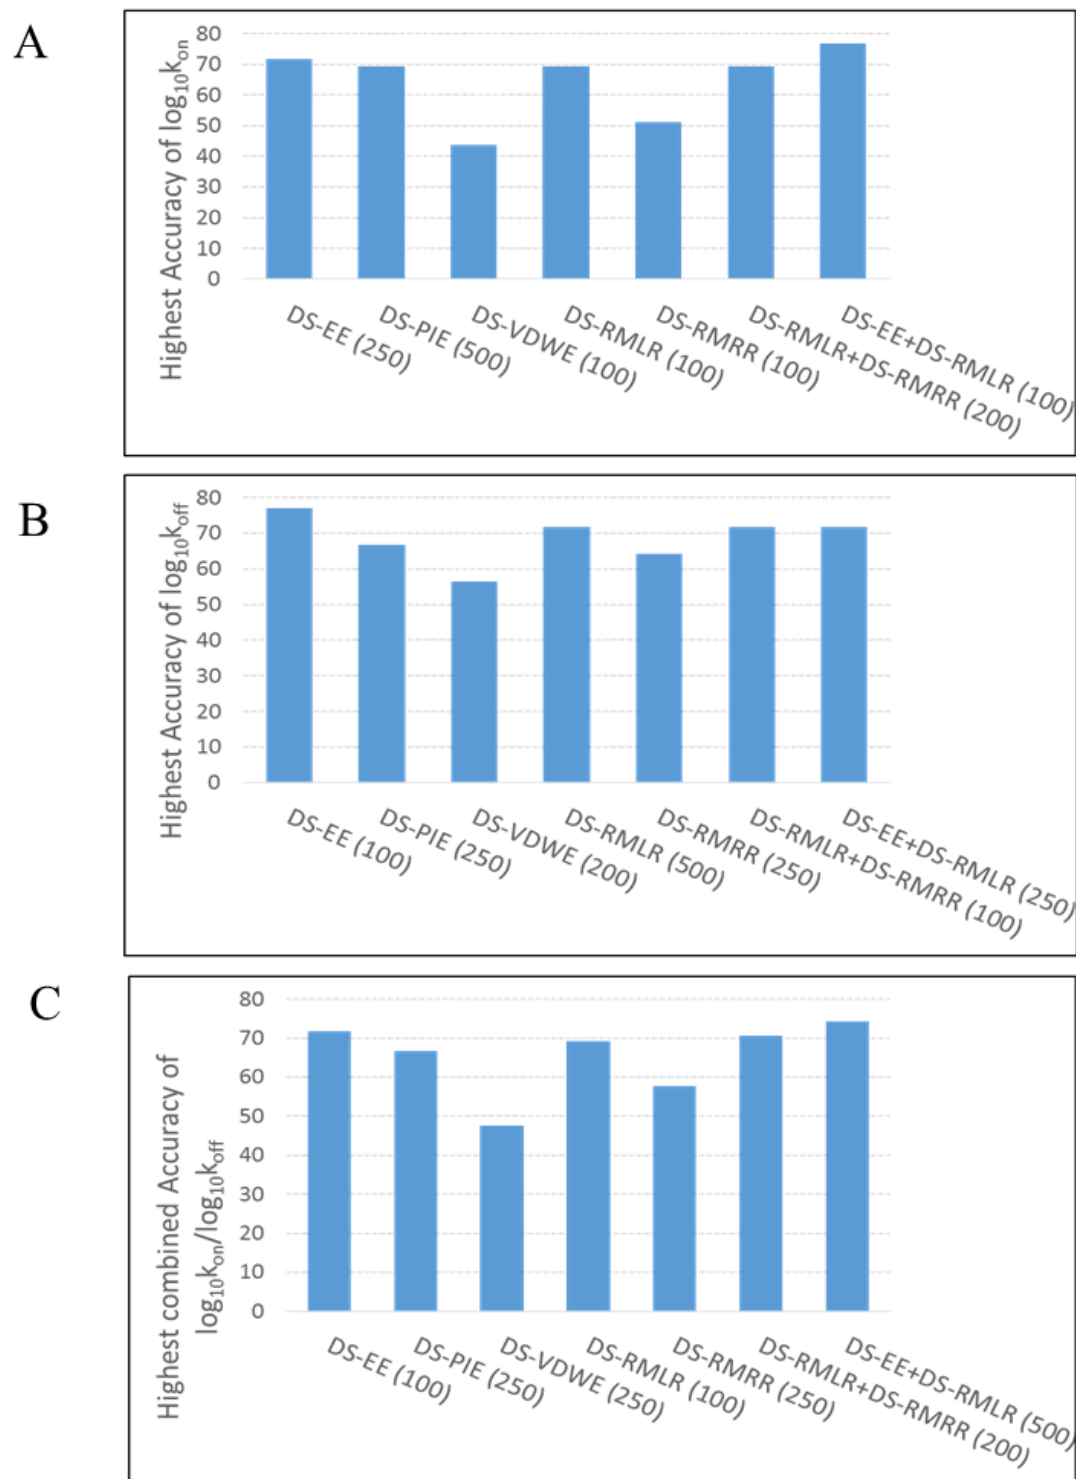 A
Highest Accuracy of log₁₀kₒₙ
80
70
60
50
40
30
20
10
0
DS-EE (250)
DS-PIE (500)
DS-VDWE (100)
DS-RMLR (100)
DS-RMRR (100)
DS-RMLR+DS-RMRR (200)
DS-EE+DS-RMLR (100)
B
Highest Accuracy of log₁₀k_off
80
70
60
50
40
30
20
10
0
DS-EE (100)
DS-PIE (250)
DS-VDWE (200)
DS-RMLR (500)
DS-RMRR (250)
DS-RMLR+DS-RMRR (100)
DS-EE+DS-RMLR (250)
C
Highest combined Accuracy of
log₁₀kₒₙ/log₁₀k_off
80
70
60
50
40
30
20
10
0
DS-EE (100)
DS-PIE (250)
DS-VDWE (250)
DS-RMLR (100)
DS-RMRR (250)
DS-RMLR+DS-RMRR (200)
DS-EE+DS-RMLR (500)